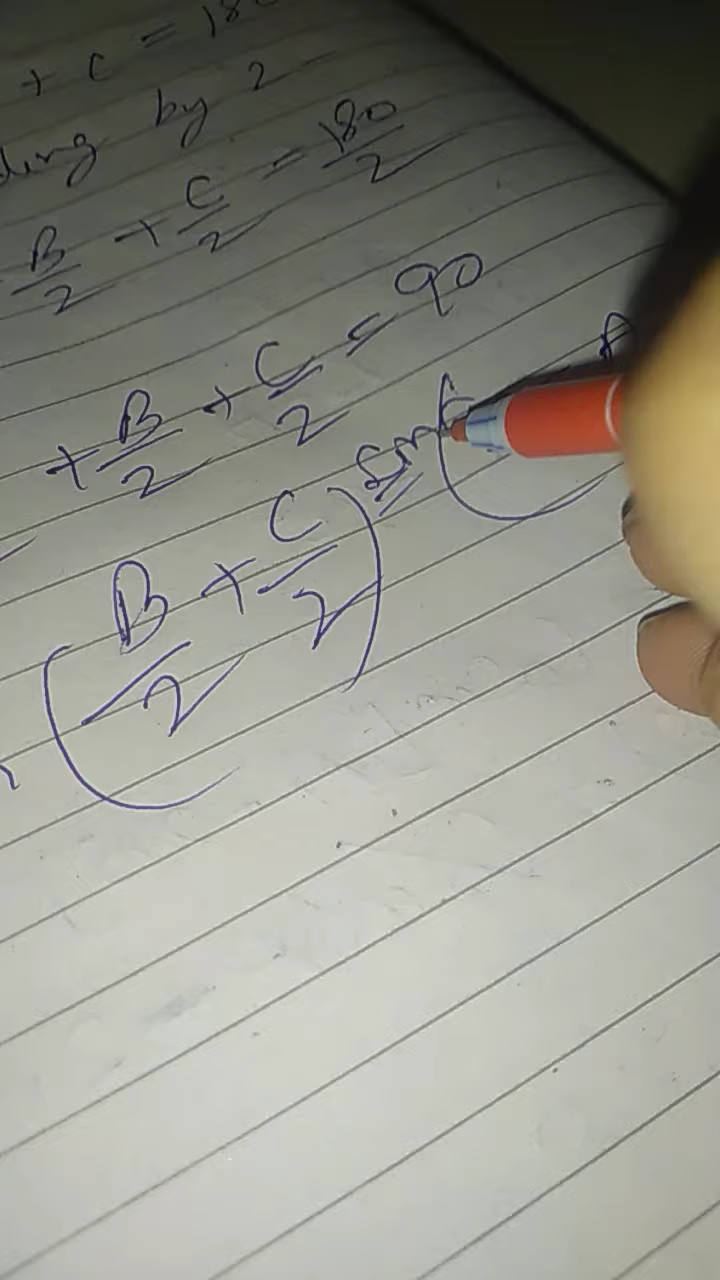 + C = 18
ding by 2
B/2 + C/2 = 180/2
+ B/2 + C/2 = 90
(B/2 + C/2) = sin (